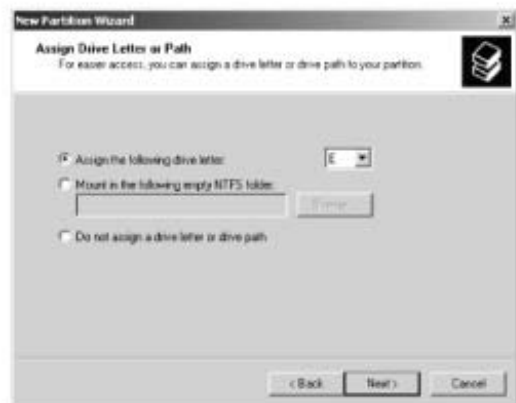 New Partition Wizard
Assign Drive Letter or Path
For easier access, you can assign a drive letter or drive path to your partition.
Assign the following drive letter: E
Mount in the following empty NTFS folder:
Do not assign a drive letter or drive path
< Back Next > Cancel